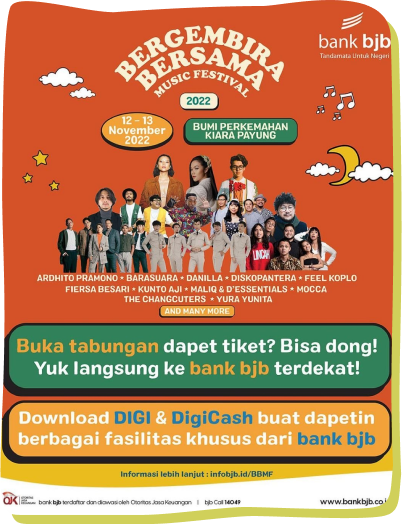 bank bjb
Tandamata Untuk Negeri
BERGEMBIRA
BERSAMA
MUSIC FESTIVAL
2022
12 - 13
November
2022
BUMI PERKEMAHAN
KIARA PAYUNG
ARDHITO PRAMONO • BARASUARA • DANILLA • DISKOPANTERA • FEEL KOPLO
FIERSA BESARI • KUNTO AJI • MALIQ & D'ESSENTIALS • MOCCA
THE CHANGCUTERS • YURA YUNITA
AND MANY MORE
Buka tabungan dapet tiket? Bisa dong!
Yuk langsung ke bank bjb terdekat!
Download DIGI & DigiCash buat dapetin
berbagai fasilitas khusus dari bank bjb
Informasi lebih lanjut : infobjb.id/BBMF
bank bjb terdaftar dan diawasi oleh Otoritas Jasa Keuangan | bjb Call 14049
www.bankbjb.co.i